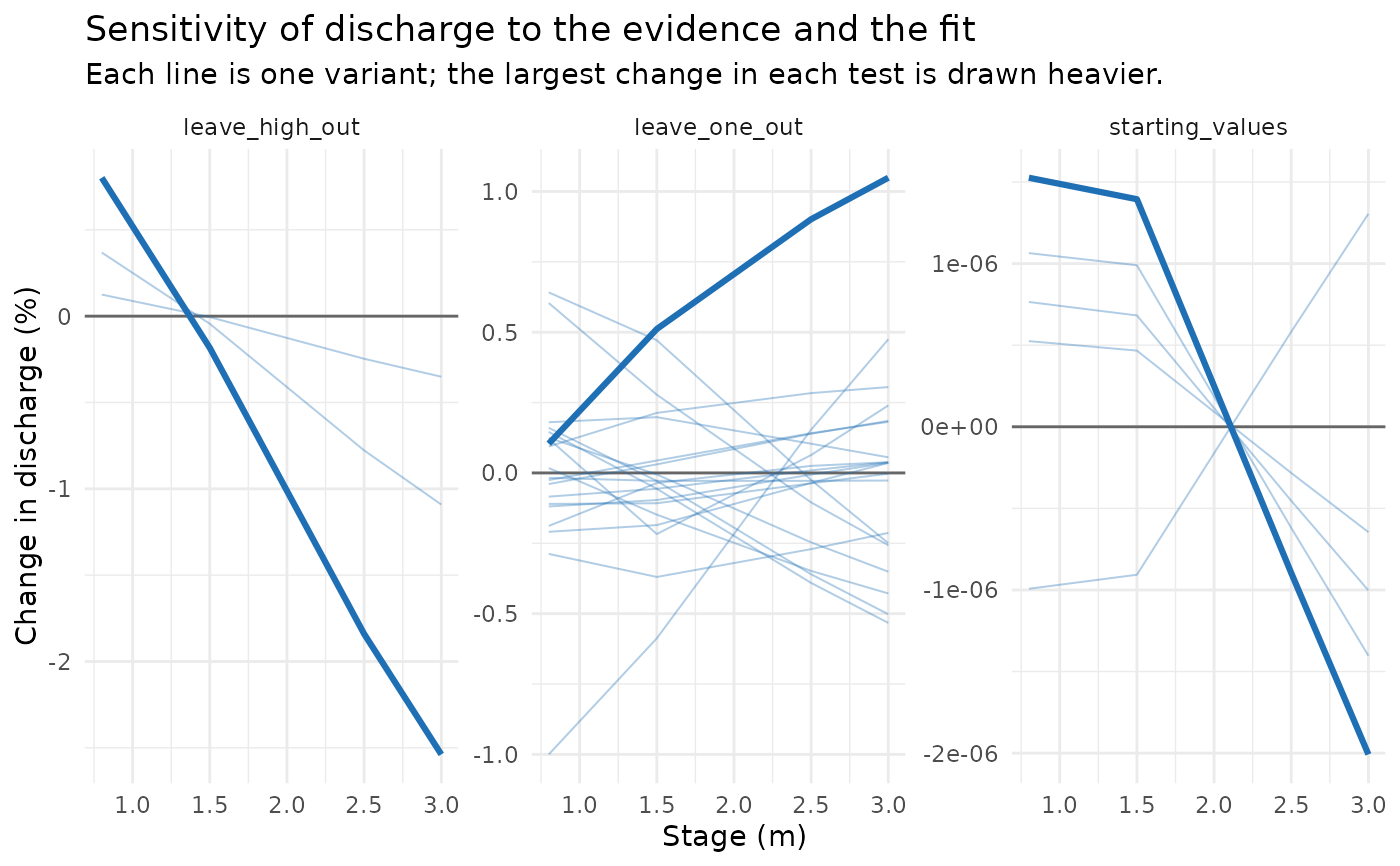 Sensitivity of discharge to the evidence and the fit
Each line is one variant; the largest change in each test is drawn heavier.
leave_high_out
leave_one_out
starting_values
Change in discharge (%)
0
-1
-2
1.0
0.5
0.0
-0.5
-1.0
1e-06
0e+00
-1e-06
-2e-06
1.0 1.5 2.0 2.5 3.0
1.0 1.5 2.0 2.5 3.0
1.0 1.5 2.0 2.5 3.0
Stage (m)